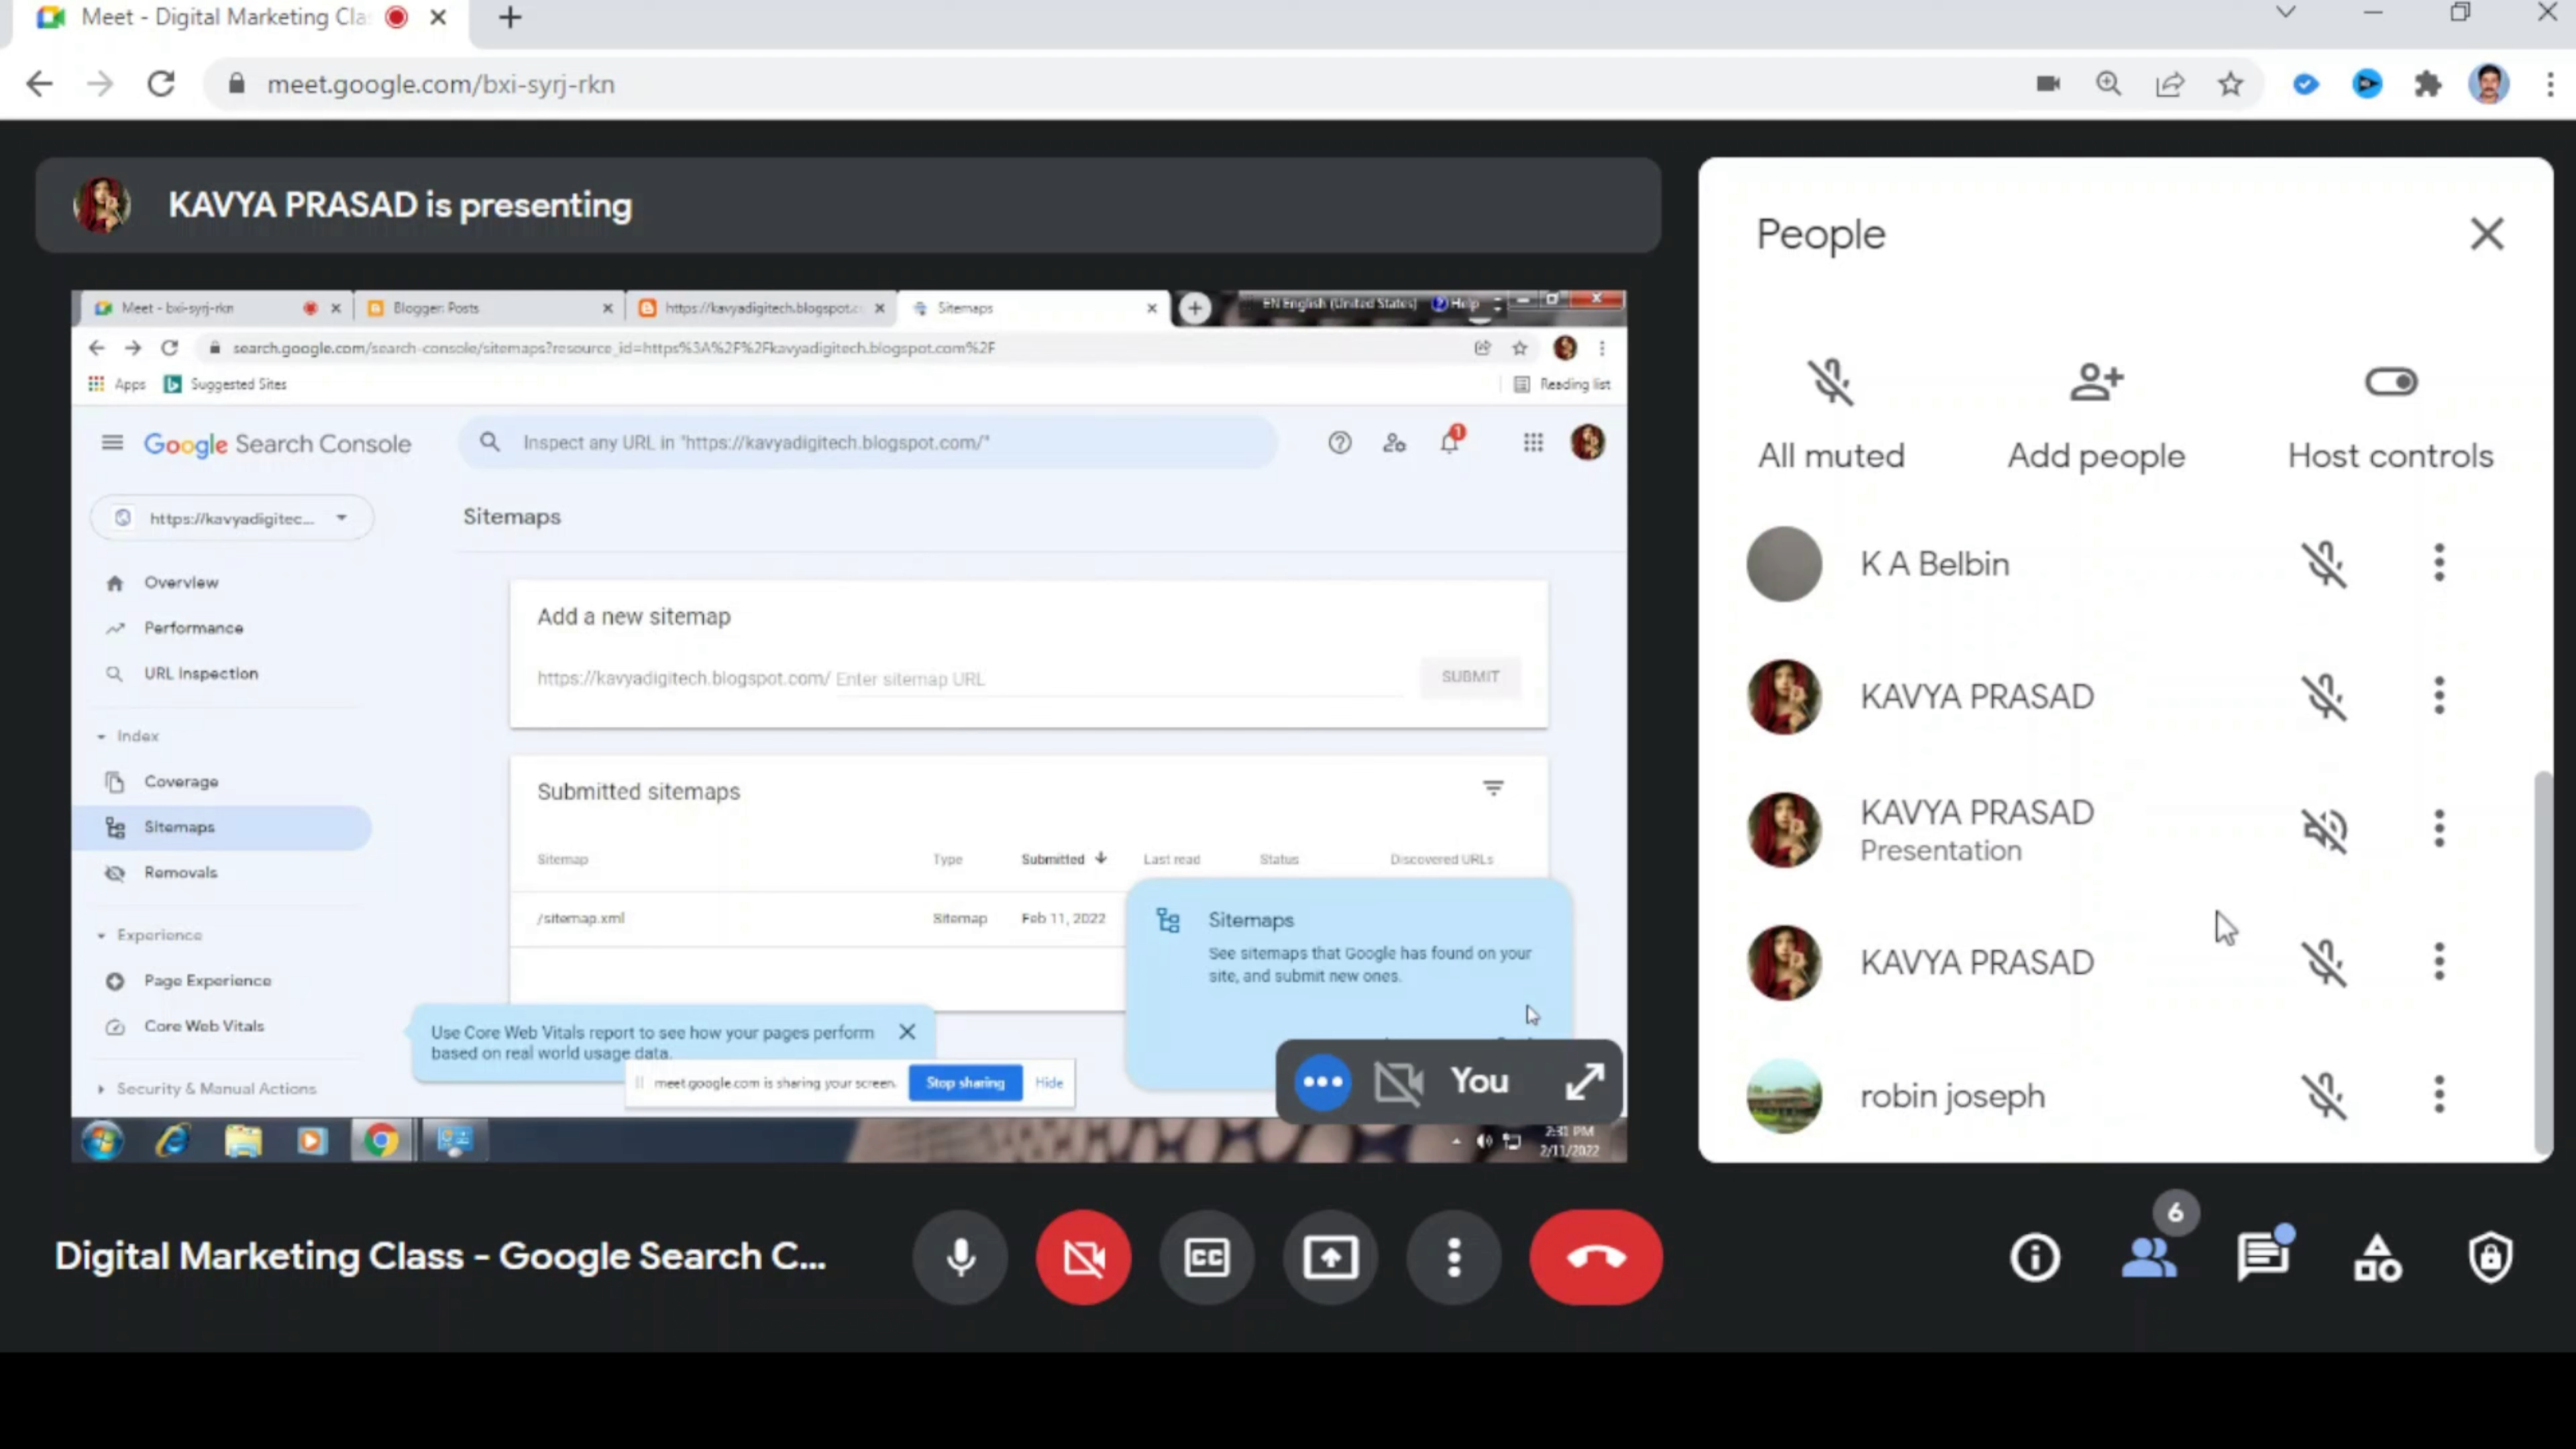 Meet - Digital Marketing Cla
meet.google.com/bxi-syrj-rkn
KAVYA PRASAD is presenting
Meet - bxi-syrj-rkn
Blogger: Posts
https://kavyadigitech.blogspot.c
Sitemaps
EN English (United States)
Help
search.google.com/search-console/sitemaps?resource_id=https%3A%2F%2Fkavyadigitech.blogspot.com%2F
Apps
Suggested Sites
Reading list
Google Search Console
Inspect any URL in "https://kavyadigitech.blogspot.com/"
1
https://kavyadigitec...
Sitemaps
Overview
Performance
URL Inspection
Index
Coverage
Sitemaps
Removals
Experience
Page Experience
Core Web Vitals
Security & Manual Actions
Add a new sitemap
https://kavyadigitech.blogspot.com/ Enter sitemap URL
SUBMIT
Submitted sitemaps
Sitemap Type Submitted Last read Status Discovered URLs
/sitemap.xml Sitemap Feb 11, 2022
Sitemaps
See sitemaps that Google has found on your
site, and submit new ones.
Use Core Web Vitals report to see how your pages perform
based on real world usage data.
meet.google.com is sharing your screen.
Stop sharing
Hide
You
2:31 PM
2/11/2022
People
All muted
Add people
Host controls
K A Belbin
KAVYA PRASAD
KAVYA PRASAD
Presentation
KAVYA PRASAD
robin joseph
Digital Marketing Class - Google Search C...
CC
6